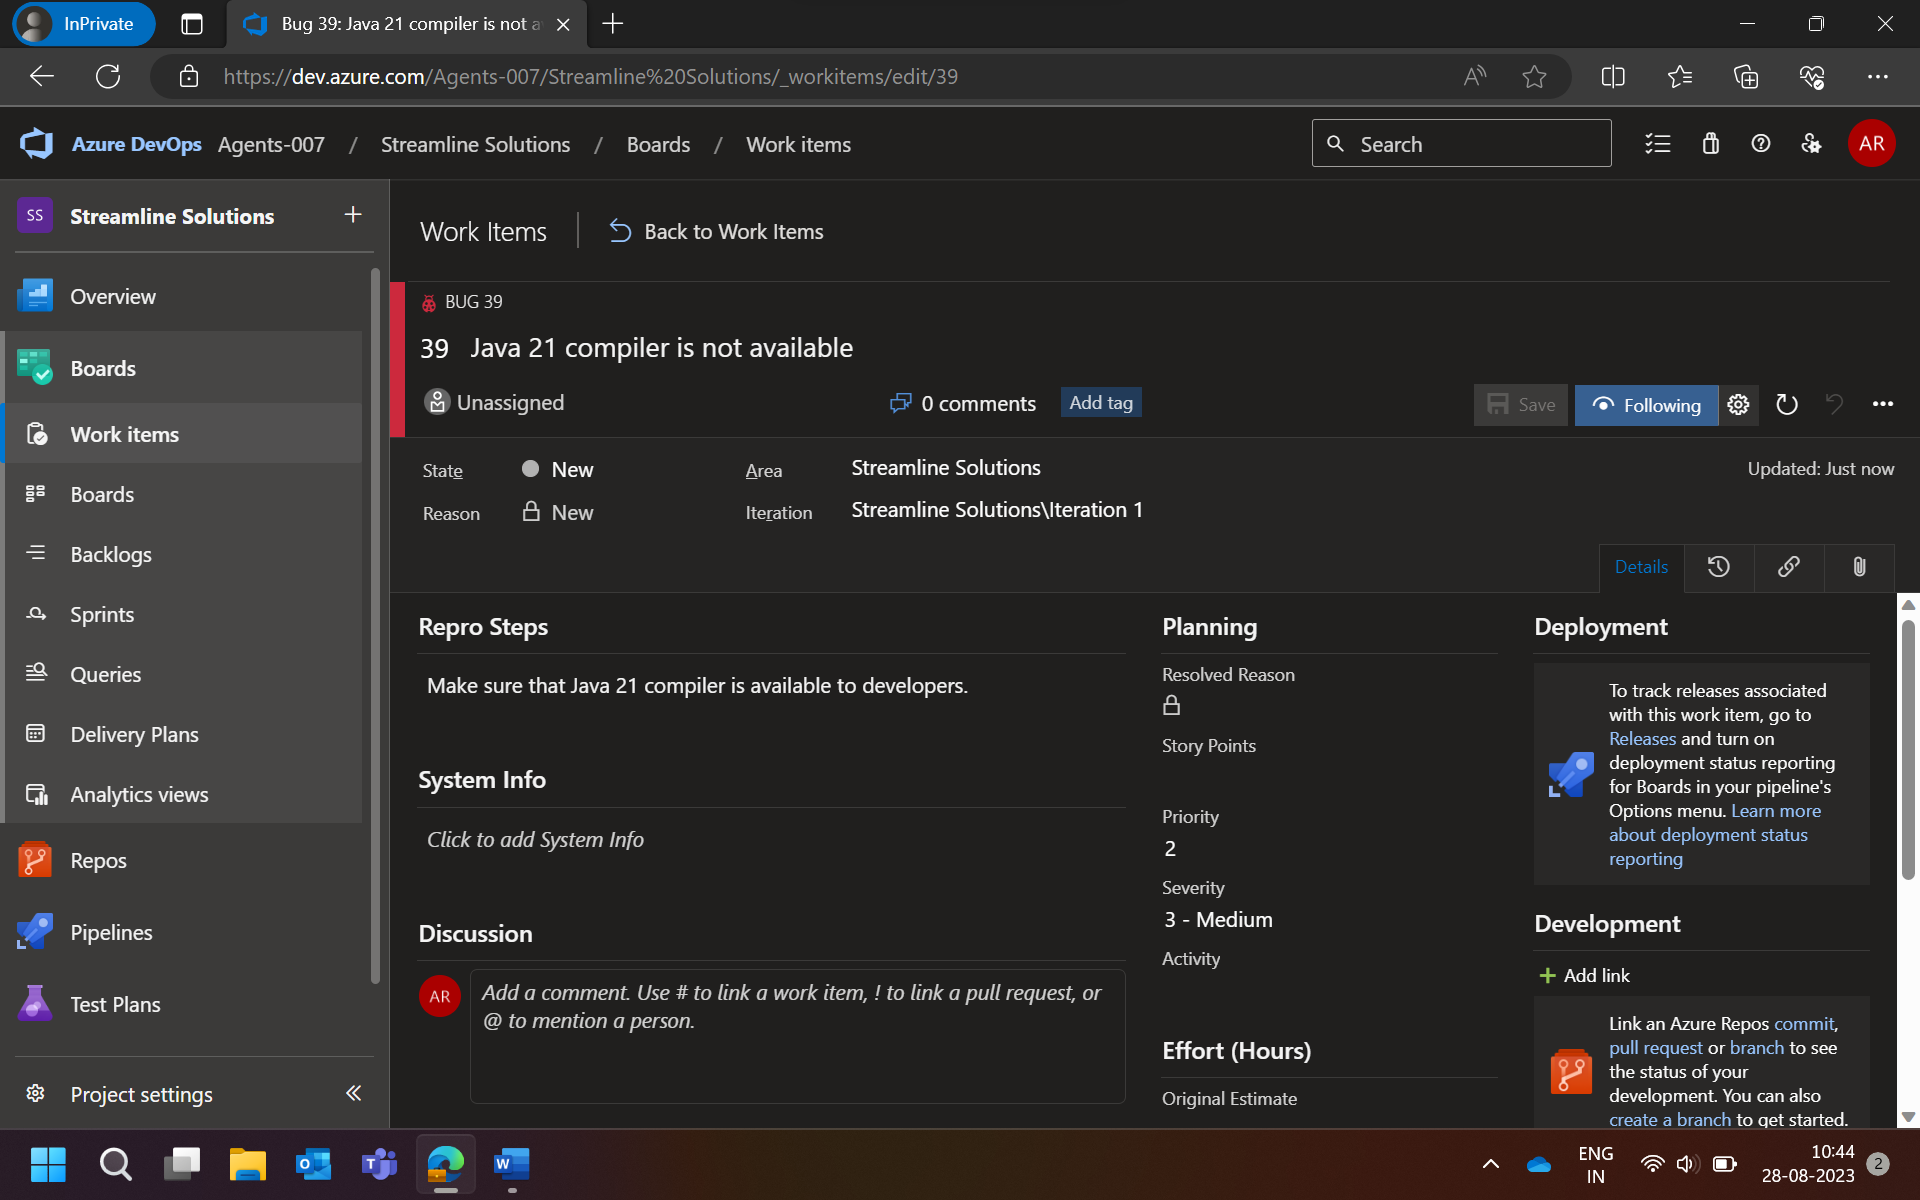 InPrivate
Bug 39: Java 21 compiler is not a
https://dev.azure.com/Agents-007/Streamline%20Solutions/_workitems/edit/39
Azure DevOps Agents-007 / Streamline Solutions / Boards / Work items
Search
AR
SS Streamline Solutions
Overview
Boards
Work items
Boards
Backlogs
Sprints
Queries
Delivery Plans
Analytics views
Repos
Pipelines
Test Plans
Project settings
Work Items
Back to Work Items
BUG 39
39 Java 21 compiler is not available
Unassigned
0 comments
Add tag
Save
Following
State
New
Area
Streamline Solutions
Updated: Just now
Reason
New
Iteration
Streamline Solutions\Iteration 1
Details
Repro Steps
Make sure that Java 21 compiler is available to developers.
System Info
Click to add System Info
Discussion
AR
Add a comment. Use # to link a work item, ! to link a pull request, or
@ to mention a person.
Planning
Resolved Reason
Story Points
Priority
2
Severity
3 - Medium
Activity
Effort (Hours)
Original Estimate
Deployment
To track releases associated
with this work item, go to
Releases and turn on
deployment status reporting
for Boards in your pipeline's
Options menu. Learn more
about deployment status
reporting
Development
Add link
Link an Azure Repos commit,
pull request or branch to see
the status of your
development. You can also
create a branch to get started.
ENG
IN
10:44
28-08-2023
2